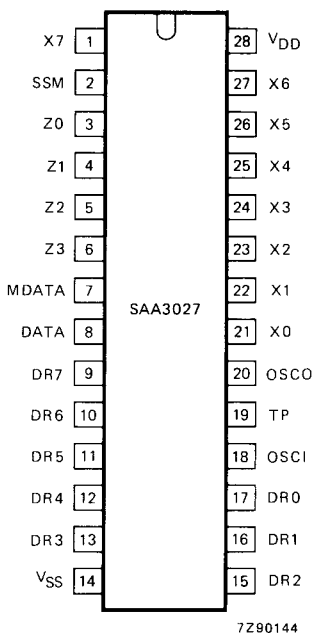 X7 1 28 VDD
SSM 2 27 X6
Z0 3 26 X5
Z1 4 25 X4
Z2 5 24 X3
Z3 6 23 X2
MDATA 7 22 X1
SAA3027
DATA 8 21 X0
DR7 9 20 OSCO
DR6 10 19 TP
DR5 11 18 OSCI
DR4 12 17 DR0
DR3 13 16 DR1
VSS 14 15 DR2
7Z90144